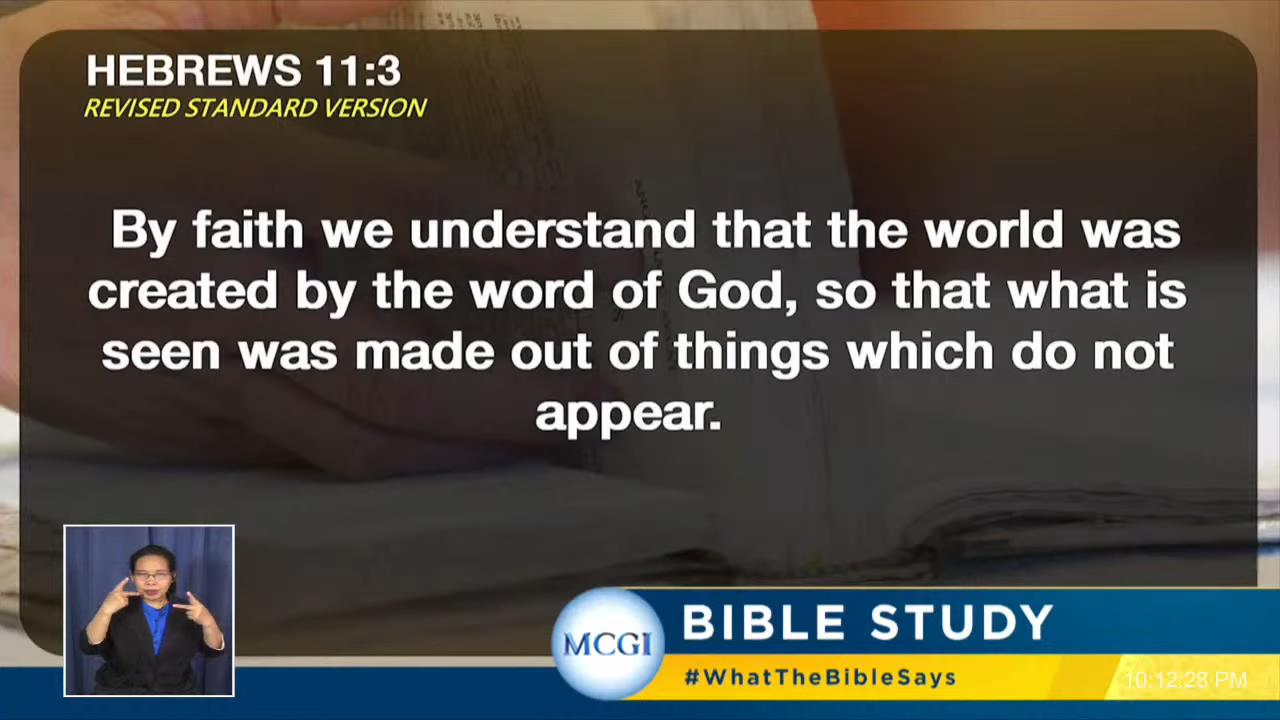 HEBREWS 11:3
REVISED STANDARD VERSION
By faith we understand that the world was
created by the word of God, so that what is
seen was made out of things which do not
appear.
MCGI
BIBLE STUDY
#WhatTheBibleSays
10:12:28 PM